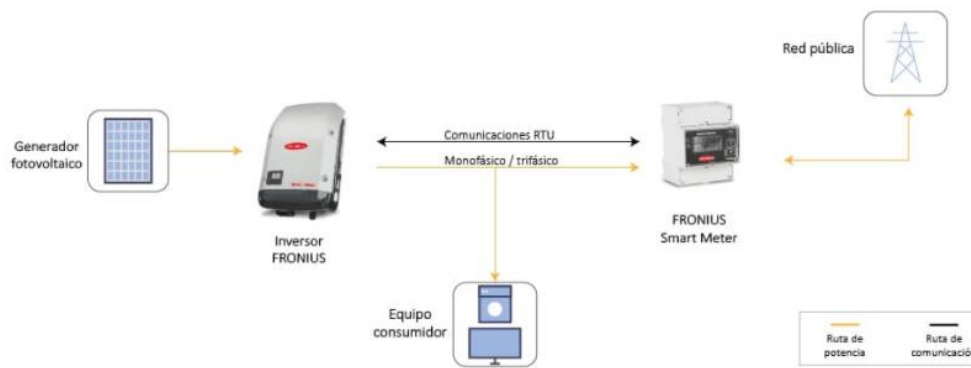 Red pública
Generador
fotovoltaico
Comunicaciones RTU
Monofásico / trifásico
Inversor
FRONIUS
FRONIUS
Smart Meter
Equipo
consumidor
Ruta de
potencia
Ruta de
comunicació